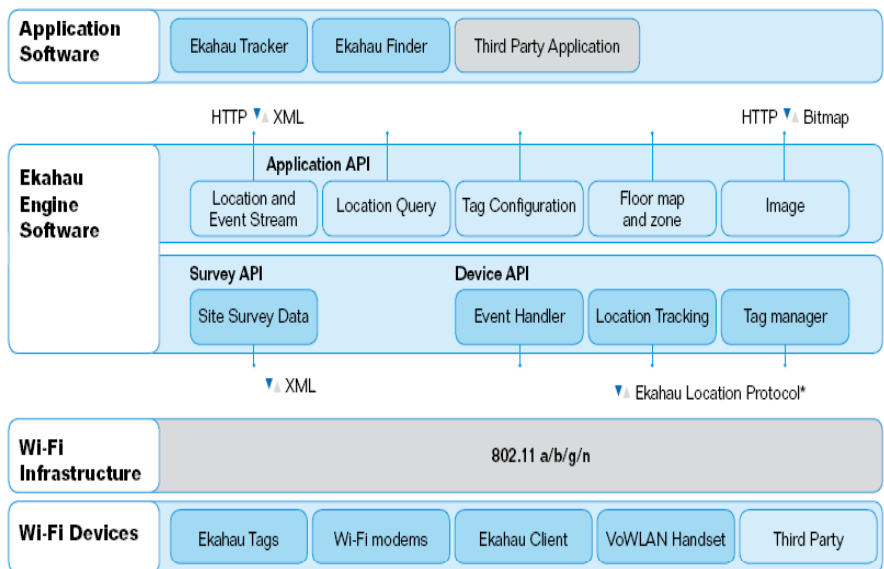 Application
Software
Ekahau Tracker
Ekahau Finder
Third Party Application
HTTP XML
HTTP Bitmap
Ekahau
Engine
Software
Application API
Location and
Event Stream
Location Query
Tag Configuration
Floor map
and zone
Image
Survey API
Device API
Site Survey Data
Event Handler
Location Tracking
Tag manager
XML
Ekahau Location Protocol*
Wi-Fi
Infrastructure
802.11 a/b/g/n
Wi-Fi Devices
Ekahau Tags
Wi-Fi modems
Ekahau Client
VoWLAN Handset
Third Party